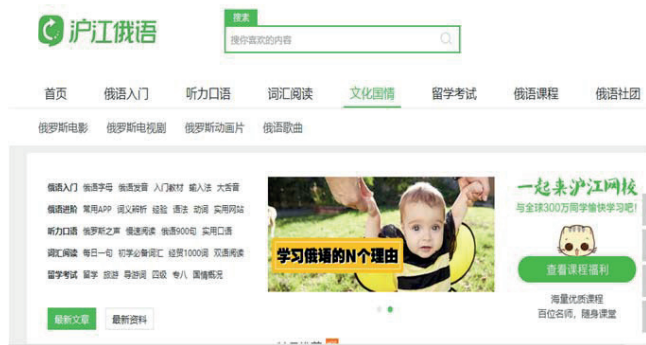 沪江俄语
搜索
搜你喜欢的内容
首页 俄语入门 听力口语 词汇阅读 文化国情 留学考试 俄语课程 俄语社团
俄罗斯电影 俄罗斯电视剧 俄罗斯动画片 俄语歌曲
俄语入门 俄语字母 俄语发音 入门教材 输入法 大舌音
俄语进阶 常用APP 词义辨析 经验 语法 动词 实用网站
听力口语 俄罗斯之声 慢速阅读 俄语900句 实用口语
词汇阅读 每日一句 初学必备词汇 经贸1000词 双语阅读
留学考试 留学 旅游 导游词 四级 专八 国情概况
学习俄语的N个理由
一起来沪江网校
与全球300万同学愉快学习吧!
查看课程福利
海量优质课程
百位名师，随身课堂
最新文章 最新资料